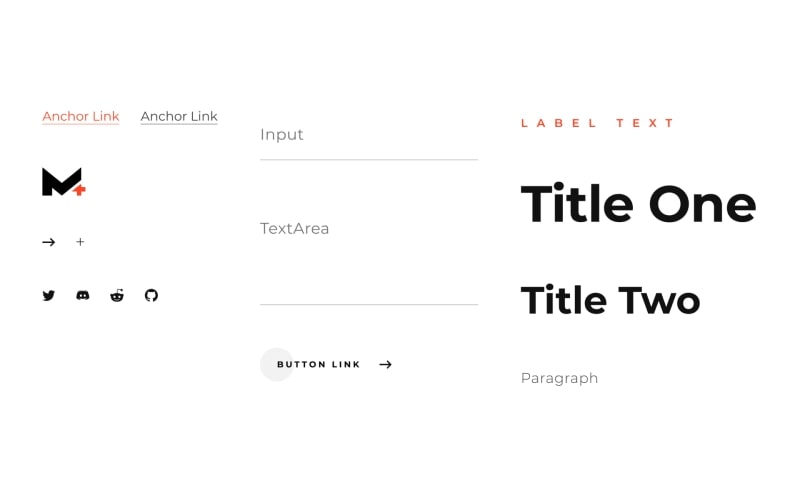 Anchor Link
Anchor Link
M+
Input
TextArea
BUTTON LINK
LABEL TEXT
Title One
Title Two
Paragraph